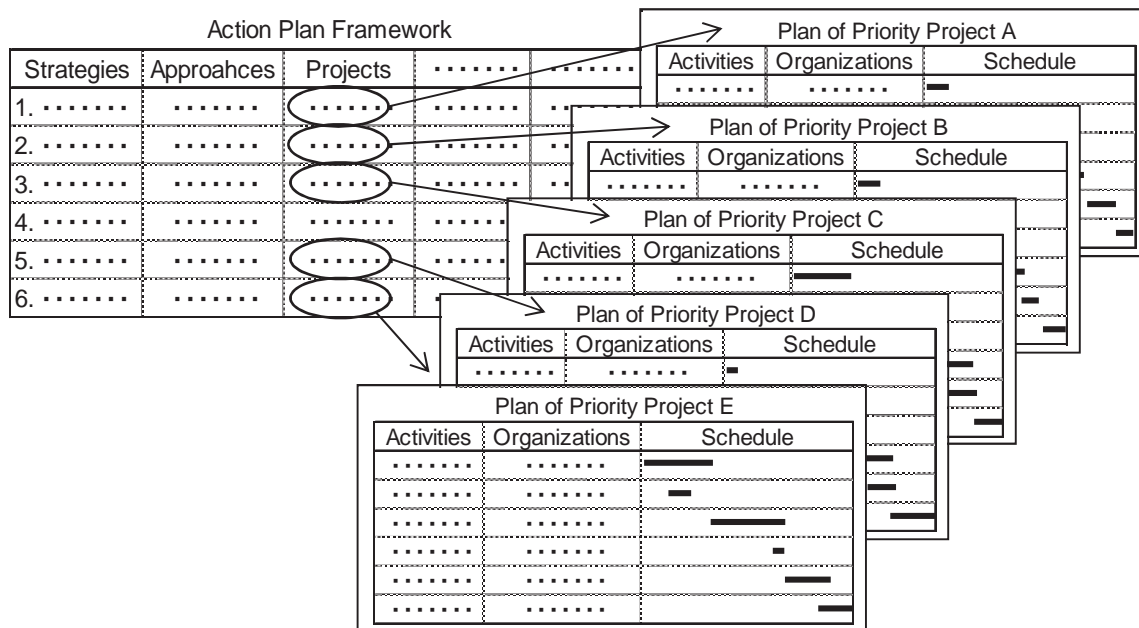 Action Plan Framework
Strategies Approahces Projects ....... .......
1. ....... ....... ....... ....... .......
2. ....... ....... ....... ....... .......
3. ....... ....... ....... ....... .......
4. ....... ....... ....... .......
5. ....... ....... ....... .......
6. ....... ....... ....... .......
Plan of Priority Project A
Activities Organizations Schedule
....... .......
Plan of Priority Project B
Activities Organizations Schedule
....... .......
Plan of Priority Project C
Activities Organizations Schedule
....... .......
Plan of Priority Project D
Activities Organizations Schedule
....... .......
Plan of Priority Project E
Activities Organizations Schedule
....... .......
....... .......
....... .......
....... .......
....... .......
....... .......